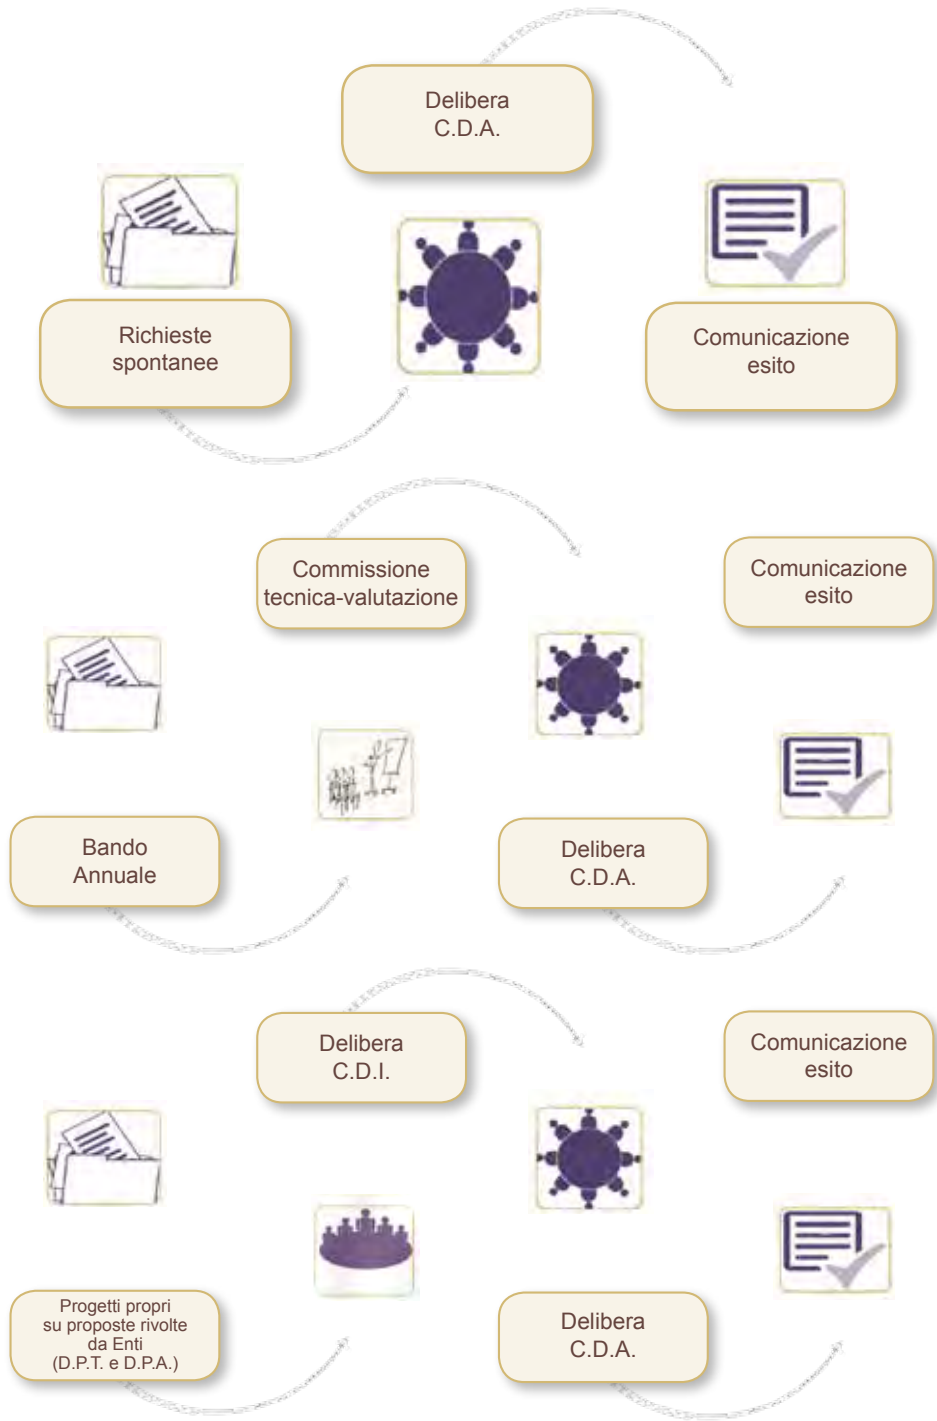 Delibera
C.D.A.
Richieste
spontanee
Comunicazione
esito
Commissione
tecnica-valutazione
Comunicazione
esito
Bando
Annuale
Delibera
C.D.A.
Delibera
C.D.I.
Comunicazione
esito
Progetti propri
su proposte rivolte
da Enti
(D.P.T. e D.P.A.)
Delibera
C.D.A.